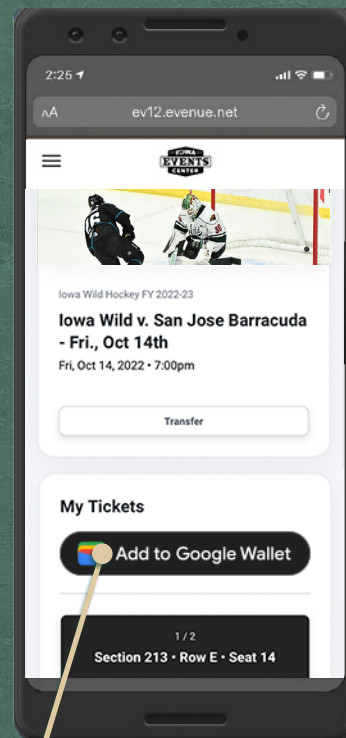 2:25
AA
ev12.evenue.net
IOWA
EVENTS
CENTER
Iowa Wild Hockey FY 2022-23
Iowa Wild v. San Jose Barracuda
- Fri., Oct 14th
Fri, Oct 14, 2022 • 7:00pm
Transfer
My Tickets
Add to Google Wallet
1 / 2
Section 213 • Row E • Seat 14